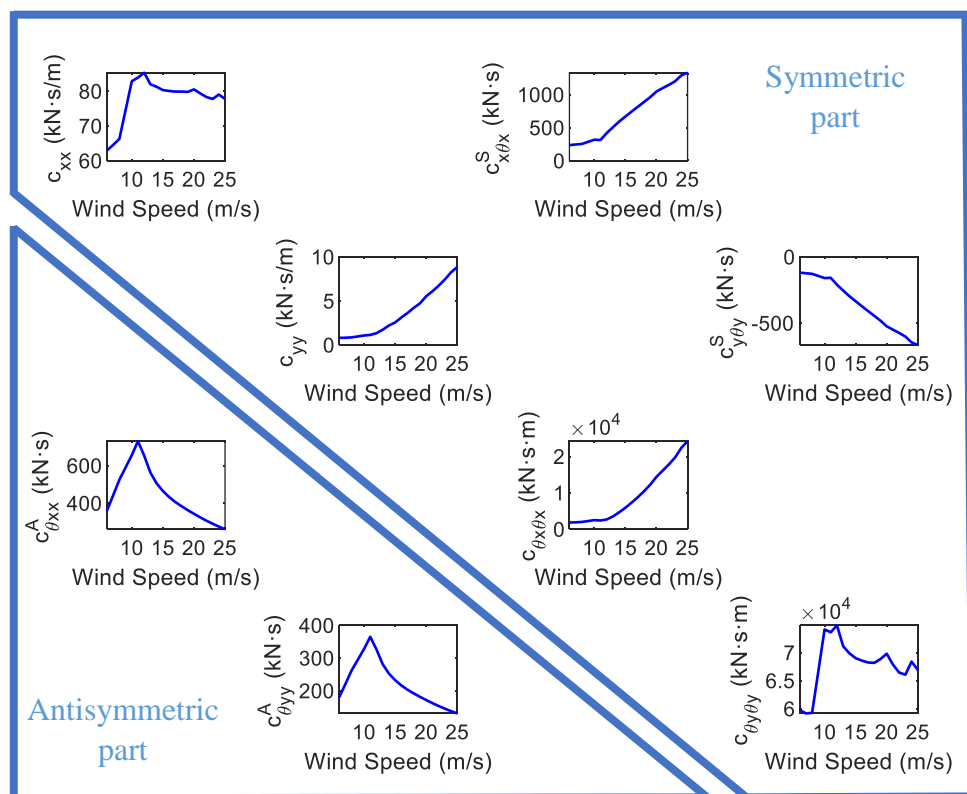 Symmetric
part
c_xx (kN·s/m)
80
70
60
10 15 20 25
Wind Speed (m/s)
c^S_xθx (kN·s)
1000
500
0
10 15 20 25
Wind Speed (m/s)
c_yy (kN·s/m)
10
5
0
10 15 20 25
Wind Speed (m/s)
c^S_yθy (kN·s)
0
-500
10 15 20 25
Wind Speed (m/s)
c^A_θxx (kN·s)
600
400
10 15 20 25
Wind Speed (m/s)
c_θxθx (kN·s·m)
×10^4
2
1
0
10 15 20 25
Wind Speed (m/s)
c^A_θyy (kN·s)
400
300
200
10 15 20 25
Wind Speed (m/s)
c_θyθy (kN·s·m)
×10^4
7
6.5
6
10 15 20 25
Wind Speed (m/s)
Antisymmetric
part